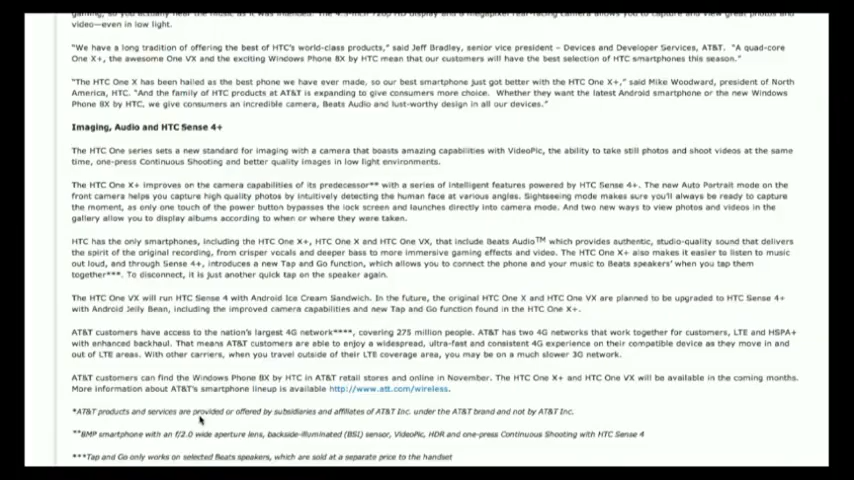 video—even in low light.
"We have a long tradition of offering the best of HTC's world-class products," said Jeff Bradley, senior vice president – Devices and Developer Services, AT&T. "A quad-core
One X+, the awesome One VX and the exciting Windows Phone 8X by HTC mean that our customers will have the best selection of HTC smartphones this season."
"The HTC One X has been hailed as the best phone we have ever made, so our best smartphone just got better with the HTC One X+," said Mike Woodward, president of North
America, HTC. "And the family of HTC products at AT&T is expanding to give consumers more choice. Whether they want the latest Android smartphone or the new Windows
Phone 8X by HTC, we give consumers an incredible camera, Beats Audio and lust-worthy design in all our devices."
Imaging, Audio and HTC Sense 4+
The HTC One series sets a new standard for imaging with a camera that boasts amazing capabilities with VideoPic, the ability to take still photos and shoot videos at the same
time, one-press Continuous Shooting and better quality images in low light environments.
The HTC One X+ improves on the camera capabilities of its predecessor** with a series of intelligent features powered by HTC Sense 4+. The new Auto Portrait mode on the
front camera helps you capture high quality photos by intuitively detecting the human face at various angles. Sightseeing mode makes sure you'll always be ready to capture
the moment, as only one touch of the power button bypasses the lock screen and launches directly into camera mode. And two new ways to view photos and videos in the
gallery allow you to display albums according to when or where they were taken.
HTC has the only smartphones, including the HTC One X+, HTC One X and HTC One VX, that include Beats Audio™ which provides authentic, studio-quality sound that delivers
the spirit of the original recording, from crisper vocals and deeper bass to more immersive gaming effects and video. The HTC One X+ also makes it easier to listen to music
out loud, and through Sense 4+, introduces a new Tap and Go function, which allows you to connect the phone and your music to Beats speakers' when you tap them
together***. To disconnect, it is just another quick tap on the speaker again.
The HTC One VX will run HTC Sense 4 with Android Ice Cream Sandwich. In the future, the original HTC One X and HTC One VX are planned to be upgraded to HTC Sense 4+
with Android Jelly Bean, including the improved camera capabilities and new Tap and Go function found in the HTC One X+.
AT&T customers have access to the nation's largest 4G network****, covering 275 million people. AT&T has two 4G networks that work together for customers, LTE and HSPA+
with enhanced backhaul. That means AT&T customers are able to enjoy a widespread, ultra-fast and consistent 4G experience on their compatible device as they move in and
out of LTE areas. With other carriers, when you travel outside of their LTE coverage area, you may be on a much slower 3G network.
AT&T customers can find the Windows Phone 8X by HTC in AT&T retail stores and online in November. The HTC One X+ and HTC One VX will be available in the coming months.
More information about AT&T's smartphone lineup is available http://www.att.com/wireless.
*AT&T products and services are provided or offered by subsidiaries and affiliates of AT&T Inc. under the AT&T brand and not by AT&T Inc.
**8MP smartphone with an f/2.0 wide aperture lens, backside-illuminated (BSI) sensor, VideoPic, HDR and one-press Continuous Shooting with HTC Sense 4
***Tap and Go only works on selected Beats speakers, which are sold at a separate price to the handset